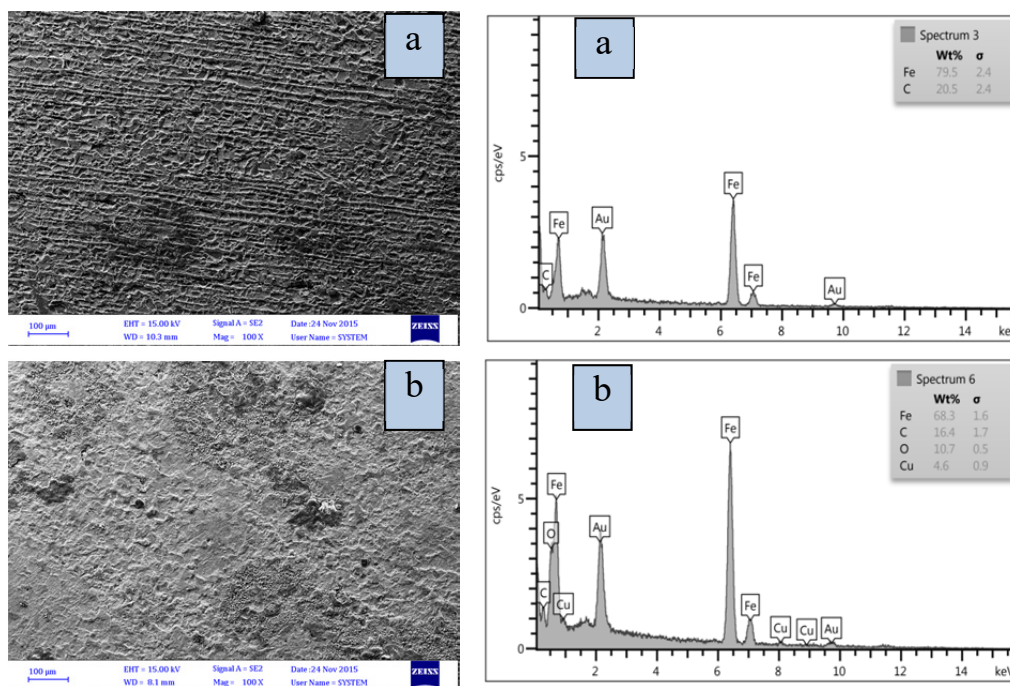 a
100 µm
EHT = 15.00 kV Signal A = SE2 Date :24 Nov 2015
WD = 10.3 mm Mag = 100 X User Name = SYSTEM
ZEISS
a
Spectrum 3
Wt% σ
Fe 79.5 2.4
C 20.5 2.4
cps/eV
5
0
C
Fe
Au
Fe
Fe
Au
2 4 6 8 10 12 14 keV
b
100 µm
EHT = 15.00 kV Signal A = SE2 Date :24 Nov 2015
WD = 8.1 mm Mag = 100 X User Name = SYSTEM
ZEISS
b
Spectrum 6
Wt% σ
Fe 68.3 1.6
C 16.4 1.7
O 10.7 0.5
Cu 4.6 0.9
cps/eV
5
0
C
O
Fe
Cu
Au
Fe
Fe
Cu
Cu
Au
2 4 6 8 10 12 14 16 keV